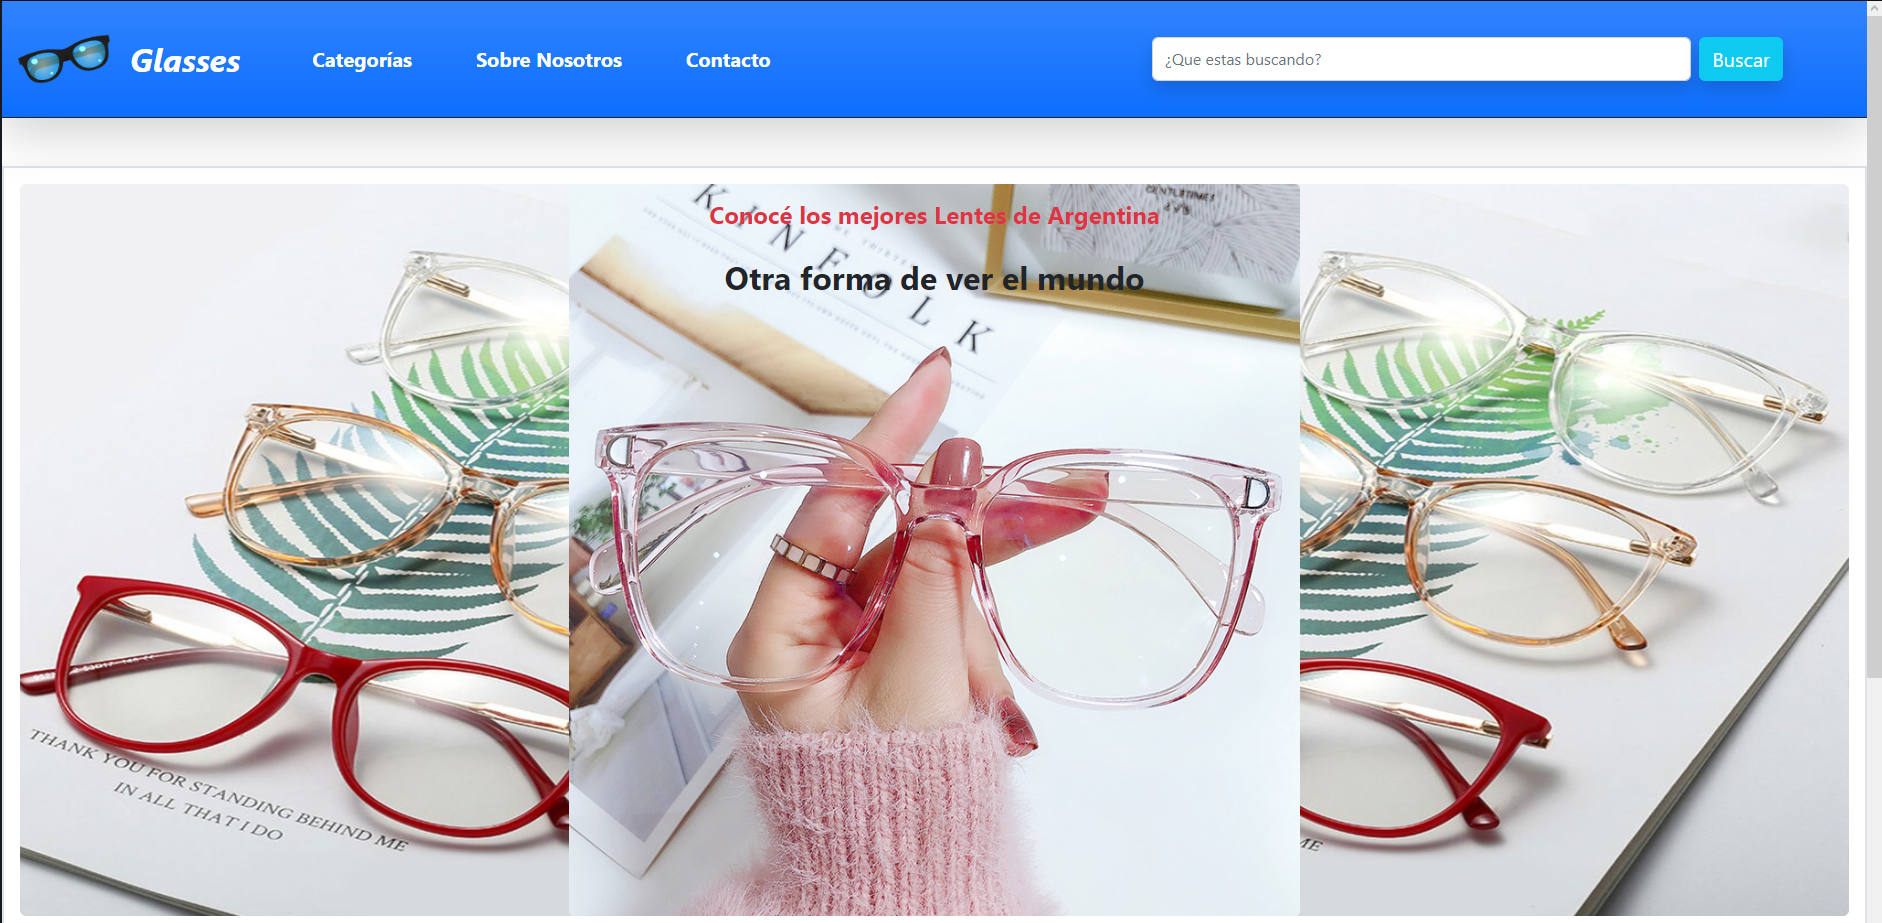 Glasses
Categorías
Sobre Nosotros
Contacto
¿Que estas buscando?
Buscar
Conocé los mejores Lentes de Argentina
Otra forma de ver el mundo
KINFOLK
THANK YOU FOR STANDING BEHIND ME
IN ALL THAT I DO
ME